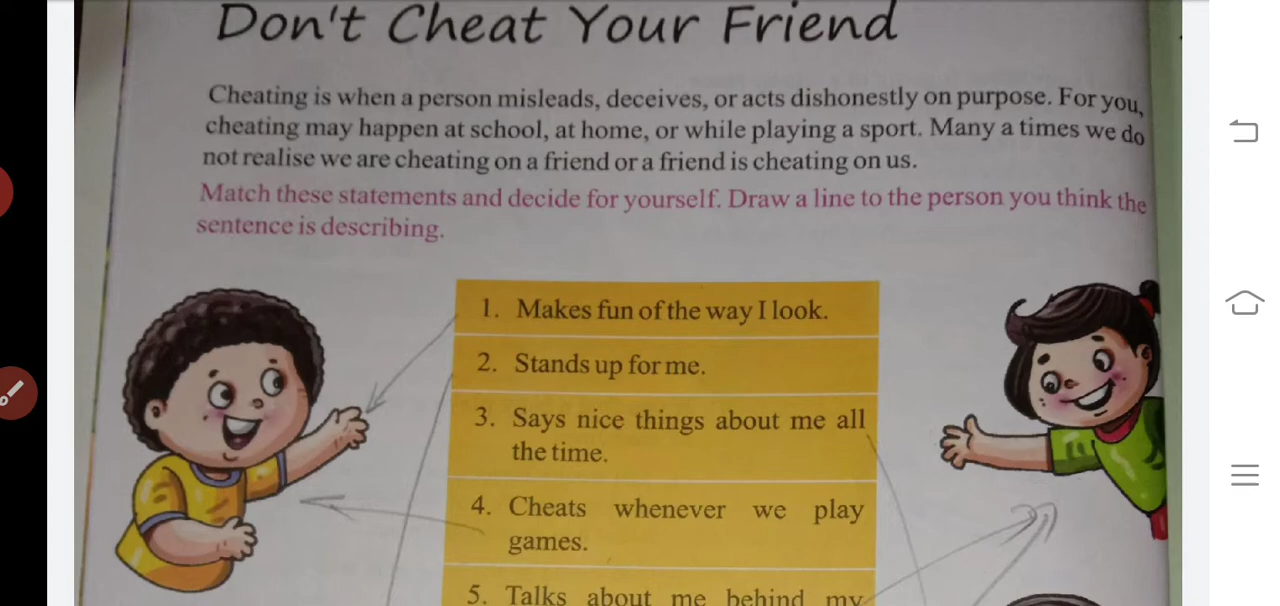 Don't Cheat Your Friend
Cheating is when a person misleads, deceives, or acts dishonestly on purpose. For you,
cheating may happen at school, at home, or while playing a sport. Many a times we do
not realise we are cheating on a friend or a friend is cheating on us.
Match these statements and decide for yourself. Draw a line to the person you think the
sentence is describing.
1. Makes fun of the way I look.
2. Stands up for me.
3. Says nice things about me all
the time.
4. Cheats whenever we play
games.
5. Talks about me behind my